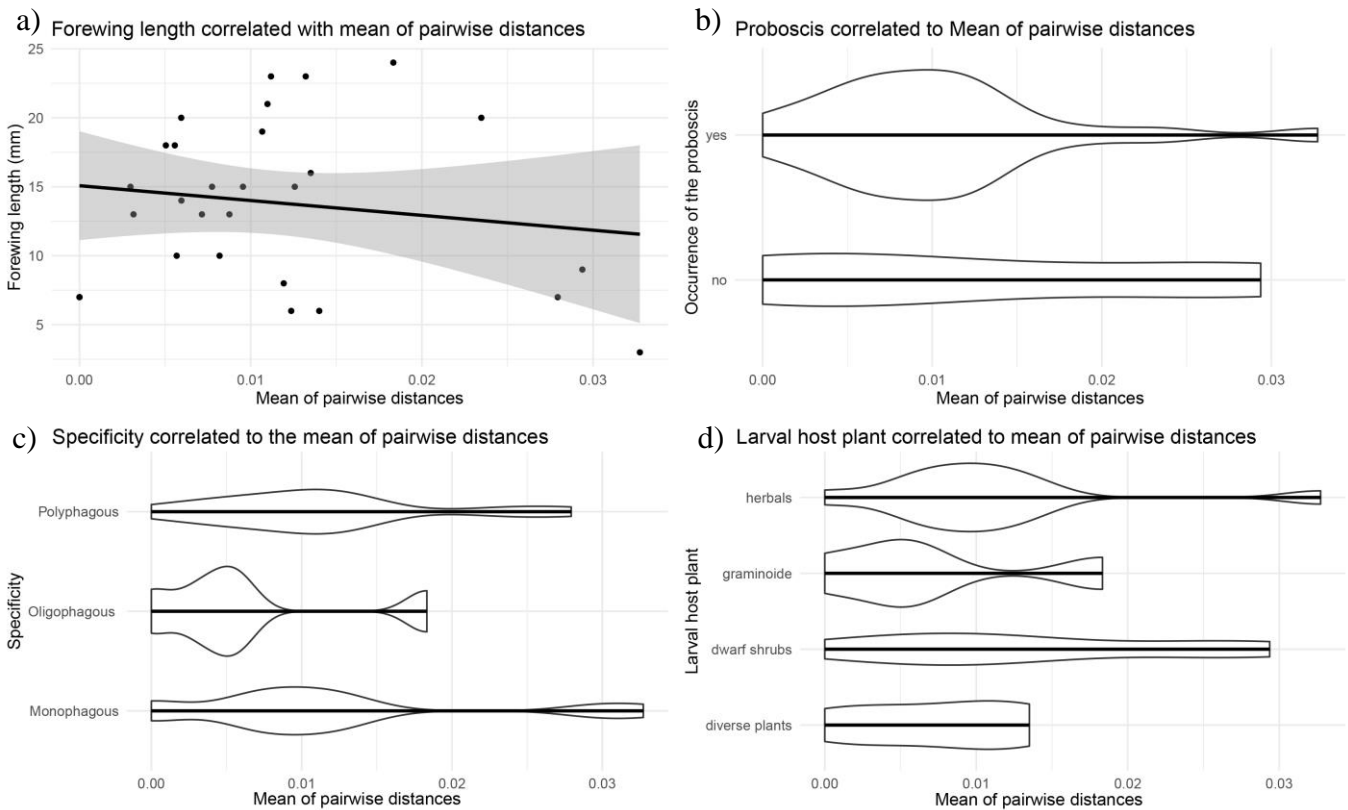 a)
Forewing length correlated with mean of pairwise distances
Forewing length (mm)
25
20
15
10
5
0.00 0.01 0.02 0.03
Mean of pairwise distances
b)
Proboscis correlated to Mean of pairwise distances
Occurrence of the proboscis
yes
no
0.00 0.01 0.02 0.03
Mean of pairwise distances
c)
Specificity correlated to the mean of pairwise distances
Specificity
Polyphagous
Oligophagous
Monophagous
0.00 0.01 0.02 0.03
Mean of pairwise distances
d)
Larval host plant correlated to mean of pairwise distances
Larval host plant
herbals
graminoide
dwarf shrubs
diverse plants
0.00 0.01 0.02 0.03
Mean of pairwise distances